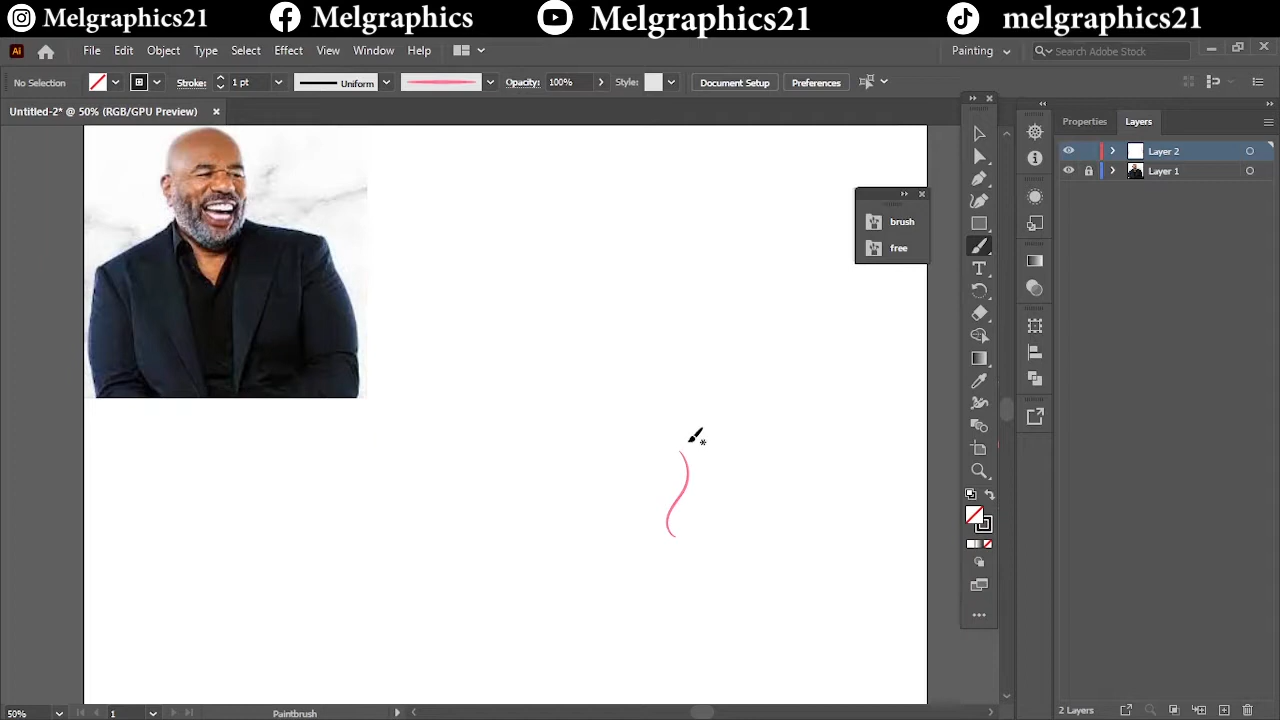 Melgraphics21 Melgraphics Melgraphics21 melgraphics21
Ai File Edit Object Type Select Effect View Window Help Painting Search Adobe Stock
No Selection Stroke: 1 pt Uniform Opacity: 100% Style: Document Setup Preferences
Untitled-2* @ 50% (RGB/GPU Preview)
Properties Layers
Layer 2
Layer 1
brush
free
50% 1 Paintbrush 2 Layers